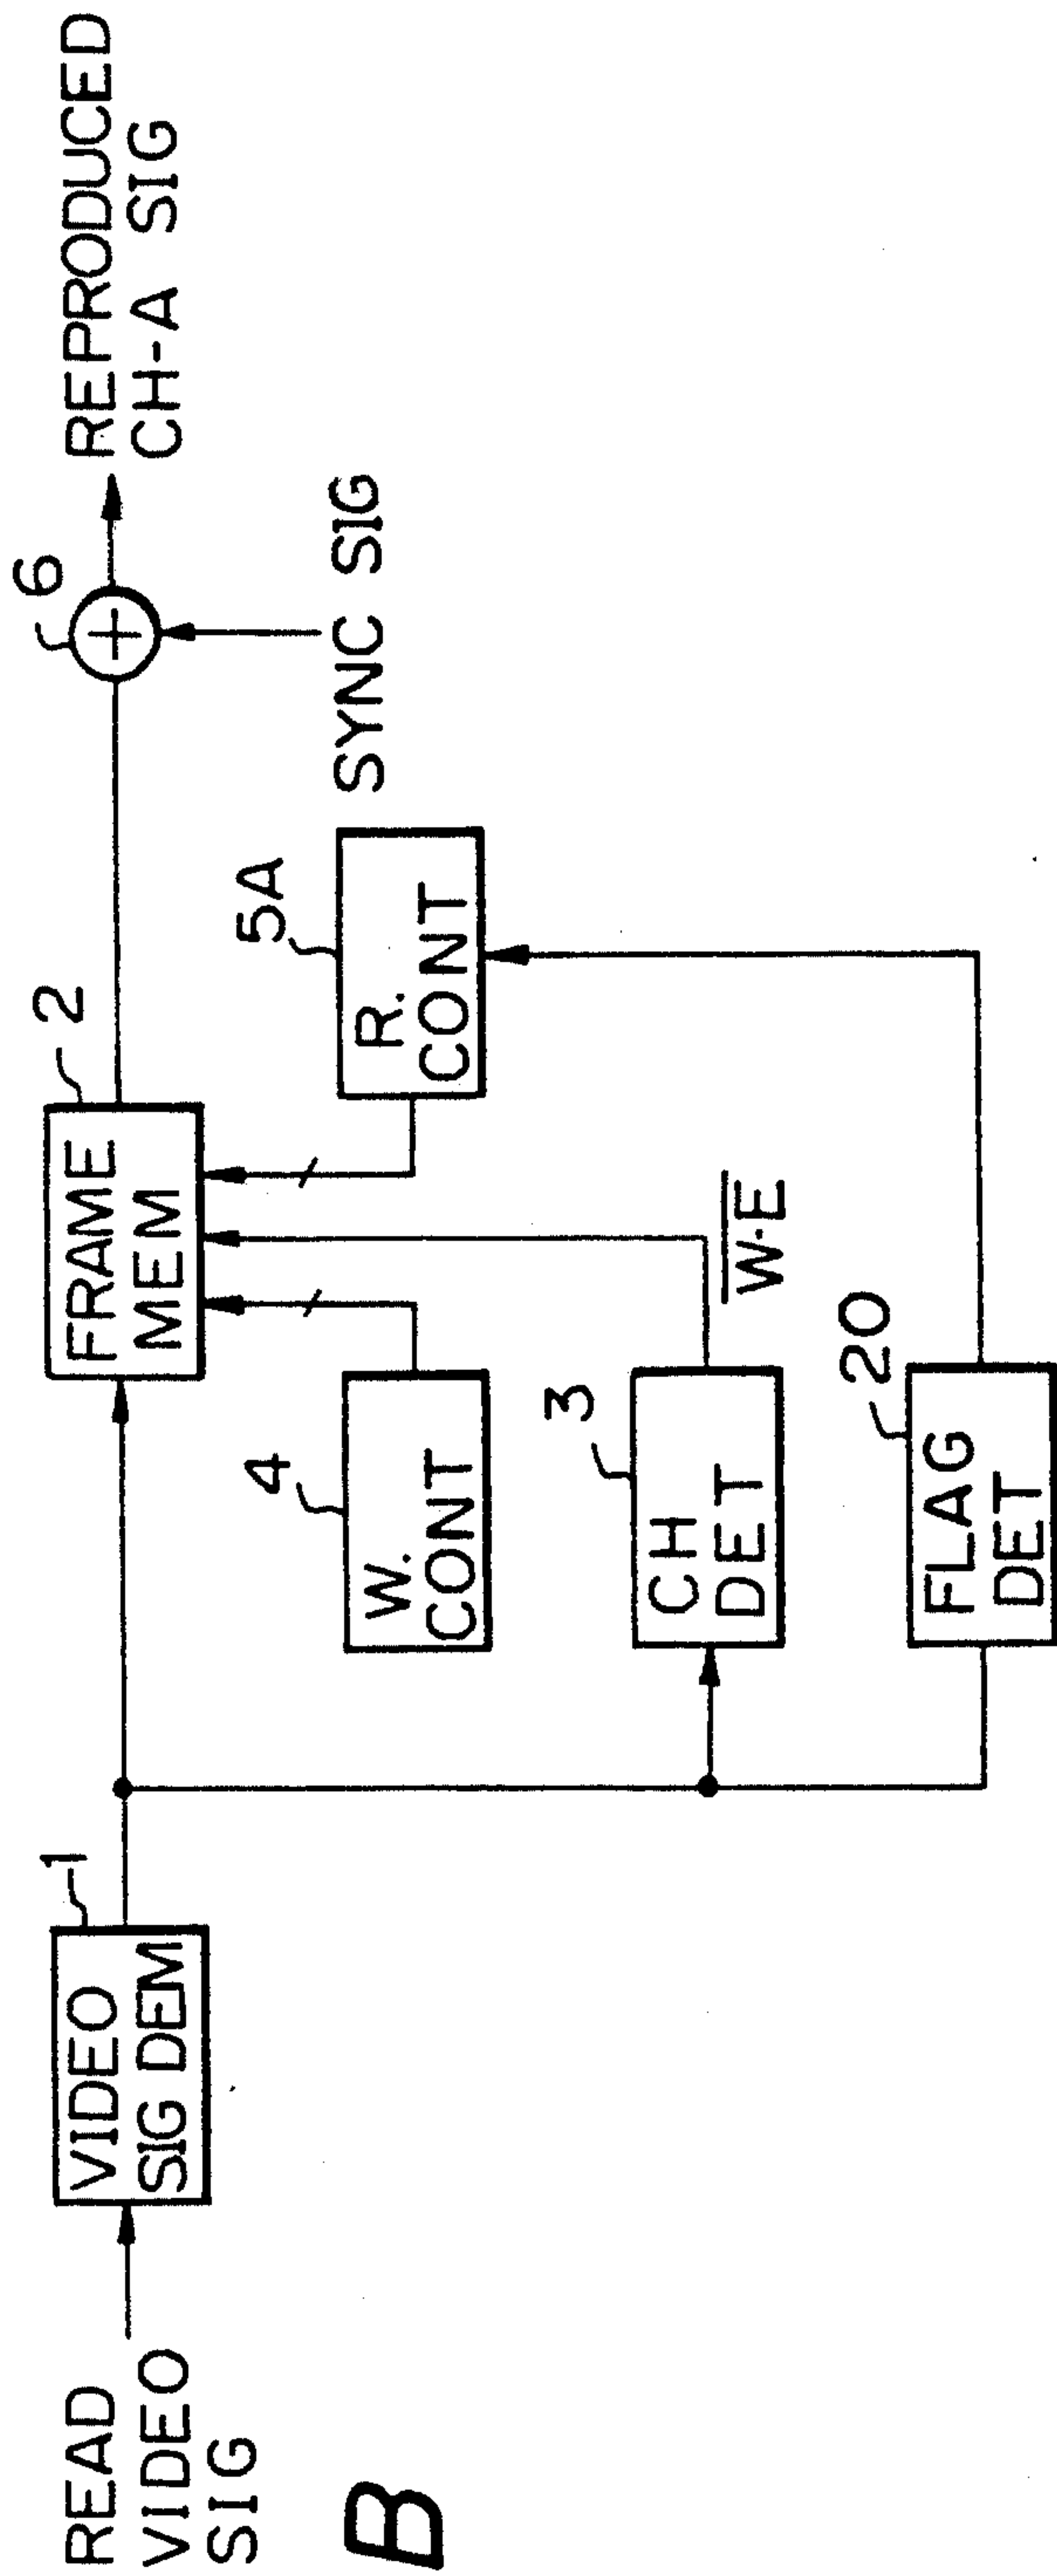 READ
VIDEO
SIG
VIDEO
SIG DEM
1
FRAME
MEM
2
6
REPRODUCED
CH-A SIG
SYNC SIG
W.
CONT
4
R.
CONT
5A
CH
DET
3
W·E
FLAG
DET
20
B